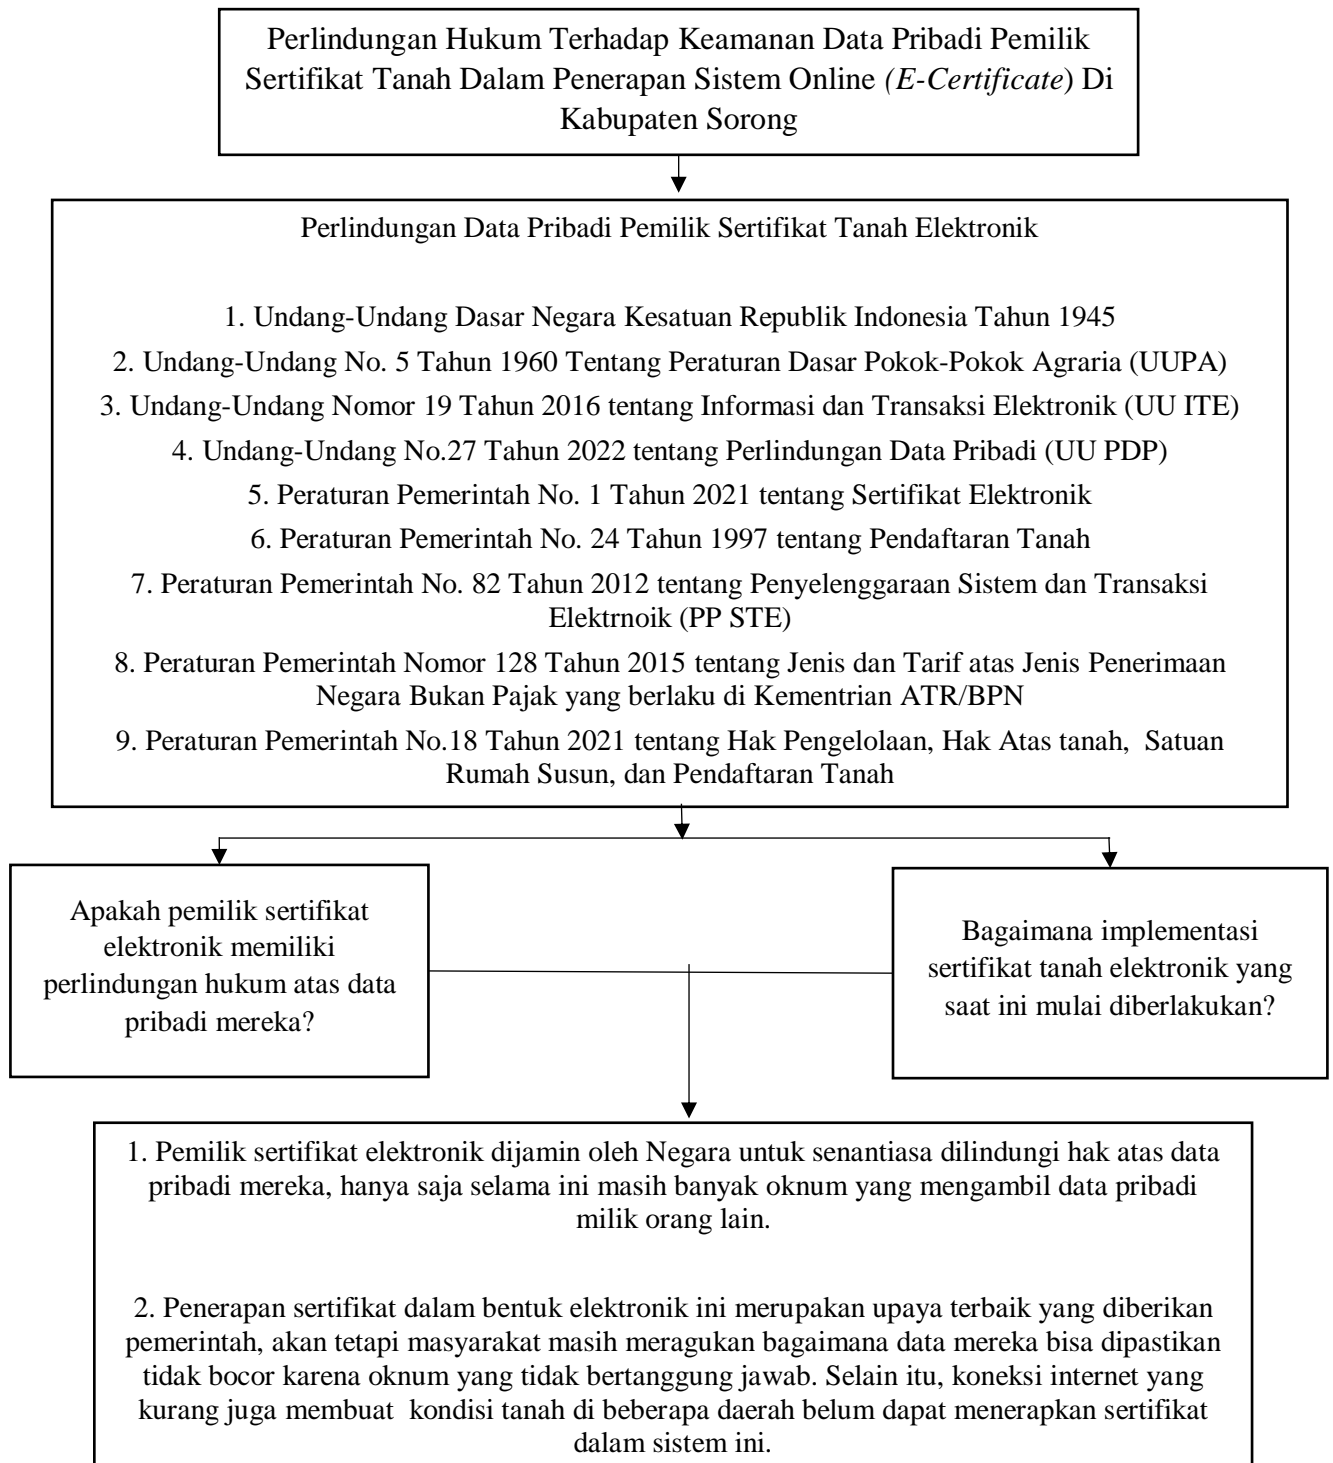 Perlindungan Hukum Terhadap Keamanan Data Pribadi Pemilik
Sertifikat Tanah Dalam Penerapan Sistem Online (E-Certificate) Di
Kabupaten Sorong
Perlindungan Data Pribadi Pemilik Sertifikat Tanah Elektronik
1. Undang-Undang Dasar Negara Kesatuan Republik Indonesia Tahun 1945
2. Undang-Undang No. 5 Tahun 1960 Tentang Peraturan Dasar Pokok-Pokok Agraria (UUPA)
3. Undang-Undang Nomor 19 Tahun 2016 tentang Informasi dan Transaksi Elektronik (UU ITE)
4. Undang-Undang No.27 Tahun 2022 tentang Perlindungan Data Pribadi (UU PDP)
5. Peraturan Pemerintah No. 1 Tahun 2021 tentang Sertifikat Elektronik
6. Peraturan Pemerintah No. 24 Tahun 1997 tentang Pendaftaran Tanah
7. Peraturan Pemerintah No. 82 Tahun 2012 tentang Penyelenggaraan Sistem dan Transaksi
Elektrnoik (PP STE)
8. Peraturan Pemerintah Nomor 128 Tahun 2015 tentang Jenis dan Tarif atas Jenis Penerimaan
Negara Bukan Pajak yang berlaku di Kementrian ATR/BPN
9. Peraturan Pemerintah No.18 Tahun 2021 tentang Hak Pengelolaan, Hak Atas tanah, Satuan
Rumah Susun, dan Pendaftaran Tanah
Apakah pemilik sertifikat
elektronik memiliki
perlindungan hukum atas data
pribadi mereka?
Bagaimana implementasi
sertifikat tanah elektronik yang
saat ini mulai diberlakukan?
1. Pemilik sertifikat elektronik dijamin oleh Negara untuk senantiasa dilindungi hak atas data
pribadi mereka, hanya saja selama ini masih banyak oknum yang mengambil data pribadi
milik orang lain.
2. Penerapan sertifikat dalam bentuk elektronik ini merupakan upaya terbaik yang diberikan
pemerintah, akan tetapi masyarakat masih meragukan bagaimana data mereka bisa dipastikan
tidak bocor karena oknum yang tidak bertanggung jawab. Selain itu, koneksi internet yang
kurang juga membuat kondisi tanah di beberapa daerah belum dapat menerapkan sertifikat
dalam sistem ini.